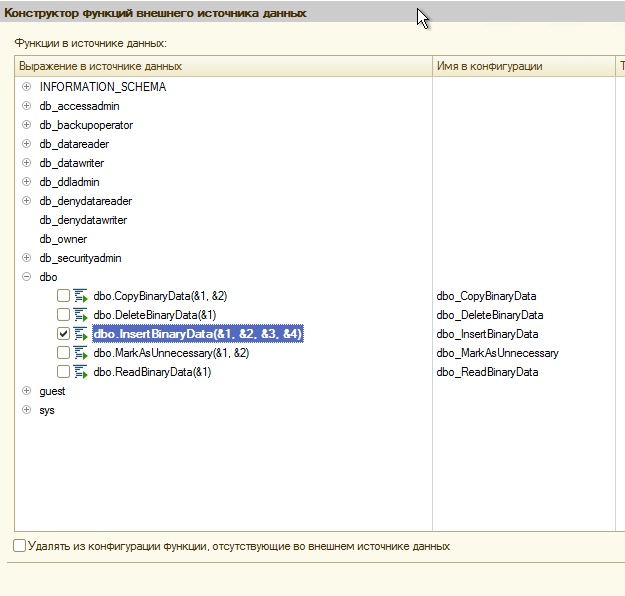 Конструктор функций внешнего источника данных
Функции в источнике данных:
Выражение в источнике данных Имя в конфигурации Т
INFORMATION_SCHEMA
db_accessadmin
db_backupoperator
db_datareader
db_datawriter
db_ddladmin
db_denydatareader
db_denydatawriter
db_owner
db_securityadmin
dbo
dbo.CopyBinaryData(&1, &2) dbo_CopyBinaryData
dbo.DeleteBinaryData(&1) dbo_DeleteBinaryData
dbo.InsertBinaryData(&1, &2, &3, &4) dbo_InsertBinaryData
dbo.MarkAsUnnecessary(&1, &2) dbo_MarkAsUnnecessary
dbo.ReadBinaryData(&1) dbo_ReadBinaryData
guest
sys
Удалять из конфигурации функции, отсутствующие во внешнем источнике данных